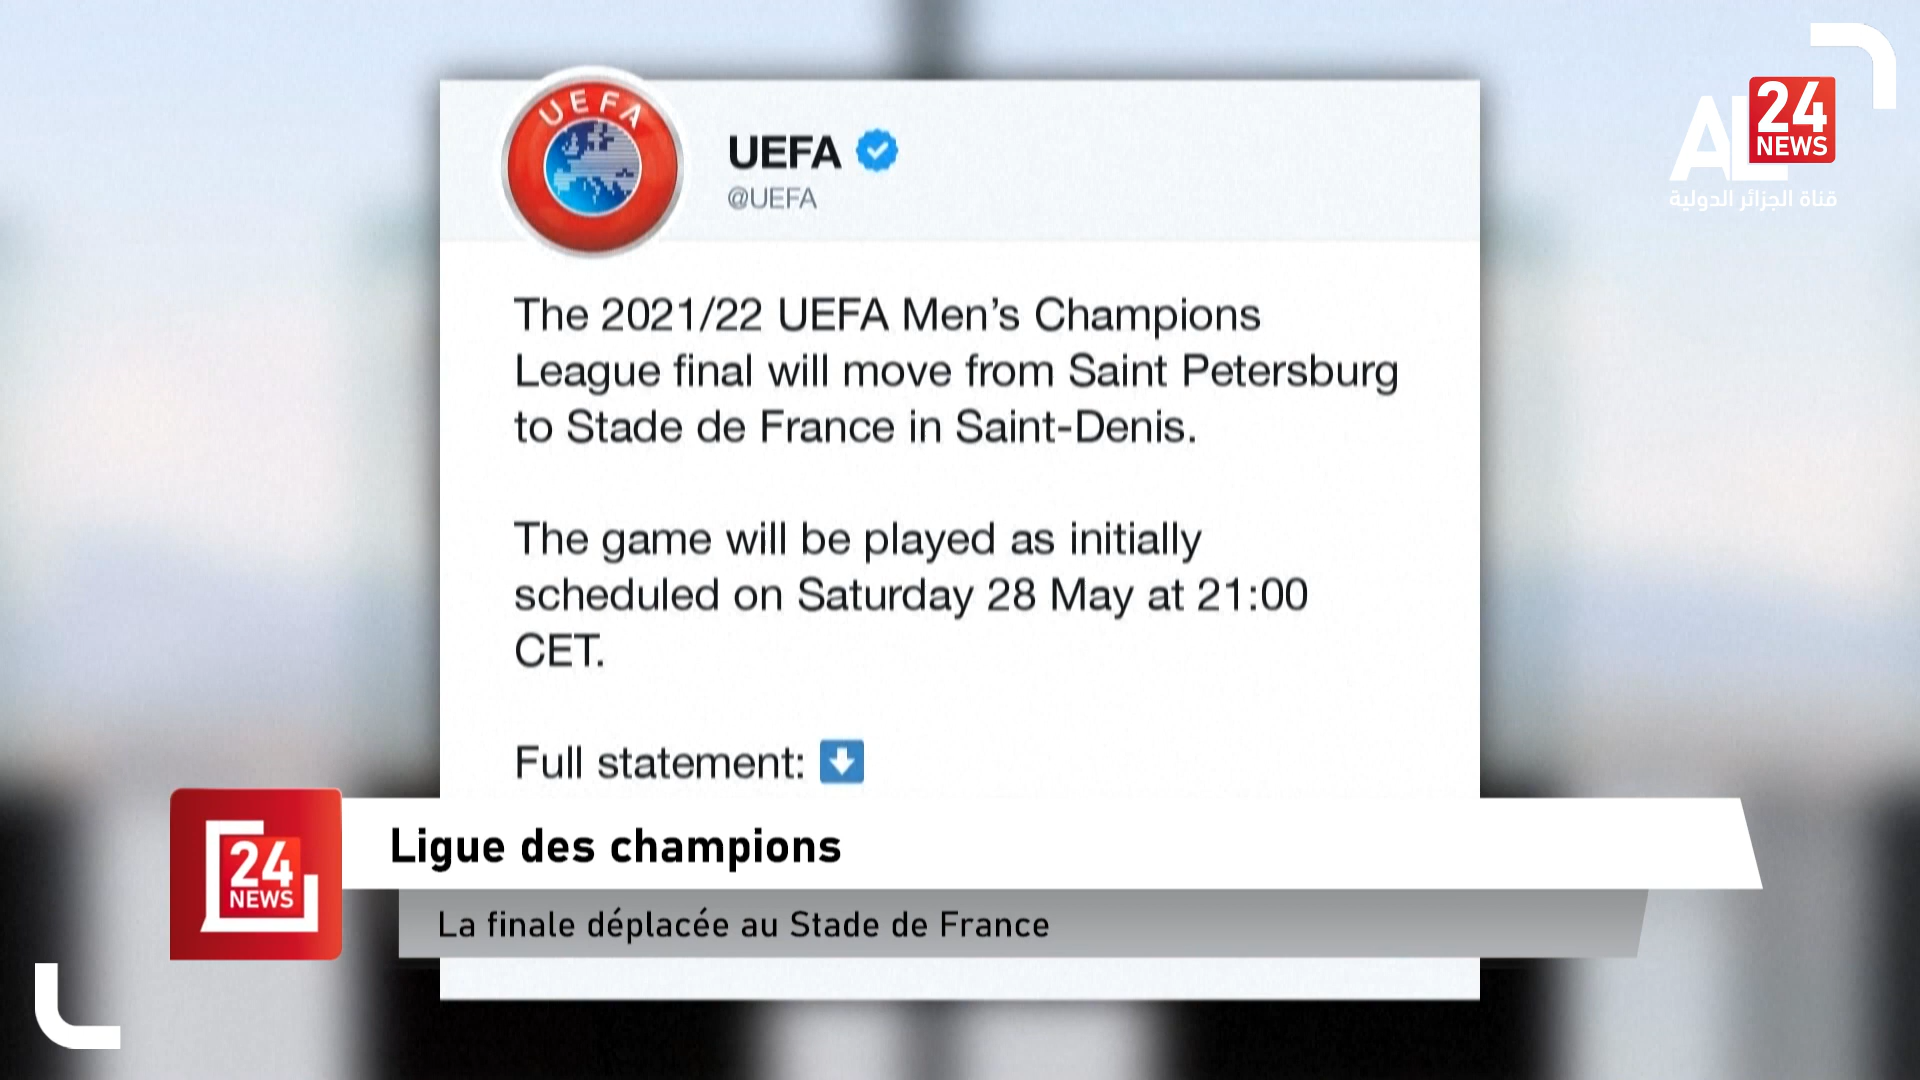 UEFA
UEFA
@UEFA
AL 24 NEWS
قناة الجزائر الدولية
The 2021/22 UEFA Men’s Champions
League final will move from Saint Petersburg
to Stade de France in Saint-Denis.
The game will be played as initially
scheduled on Saturday 28 May at 21:00
CET.
Full statement: ⬇️
24 NEWS
Ligue des champions
La finale déplacée au Stade de France